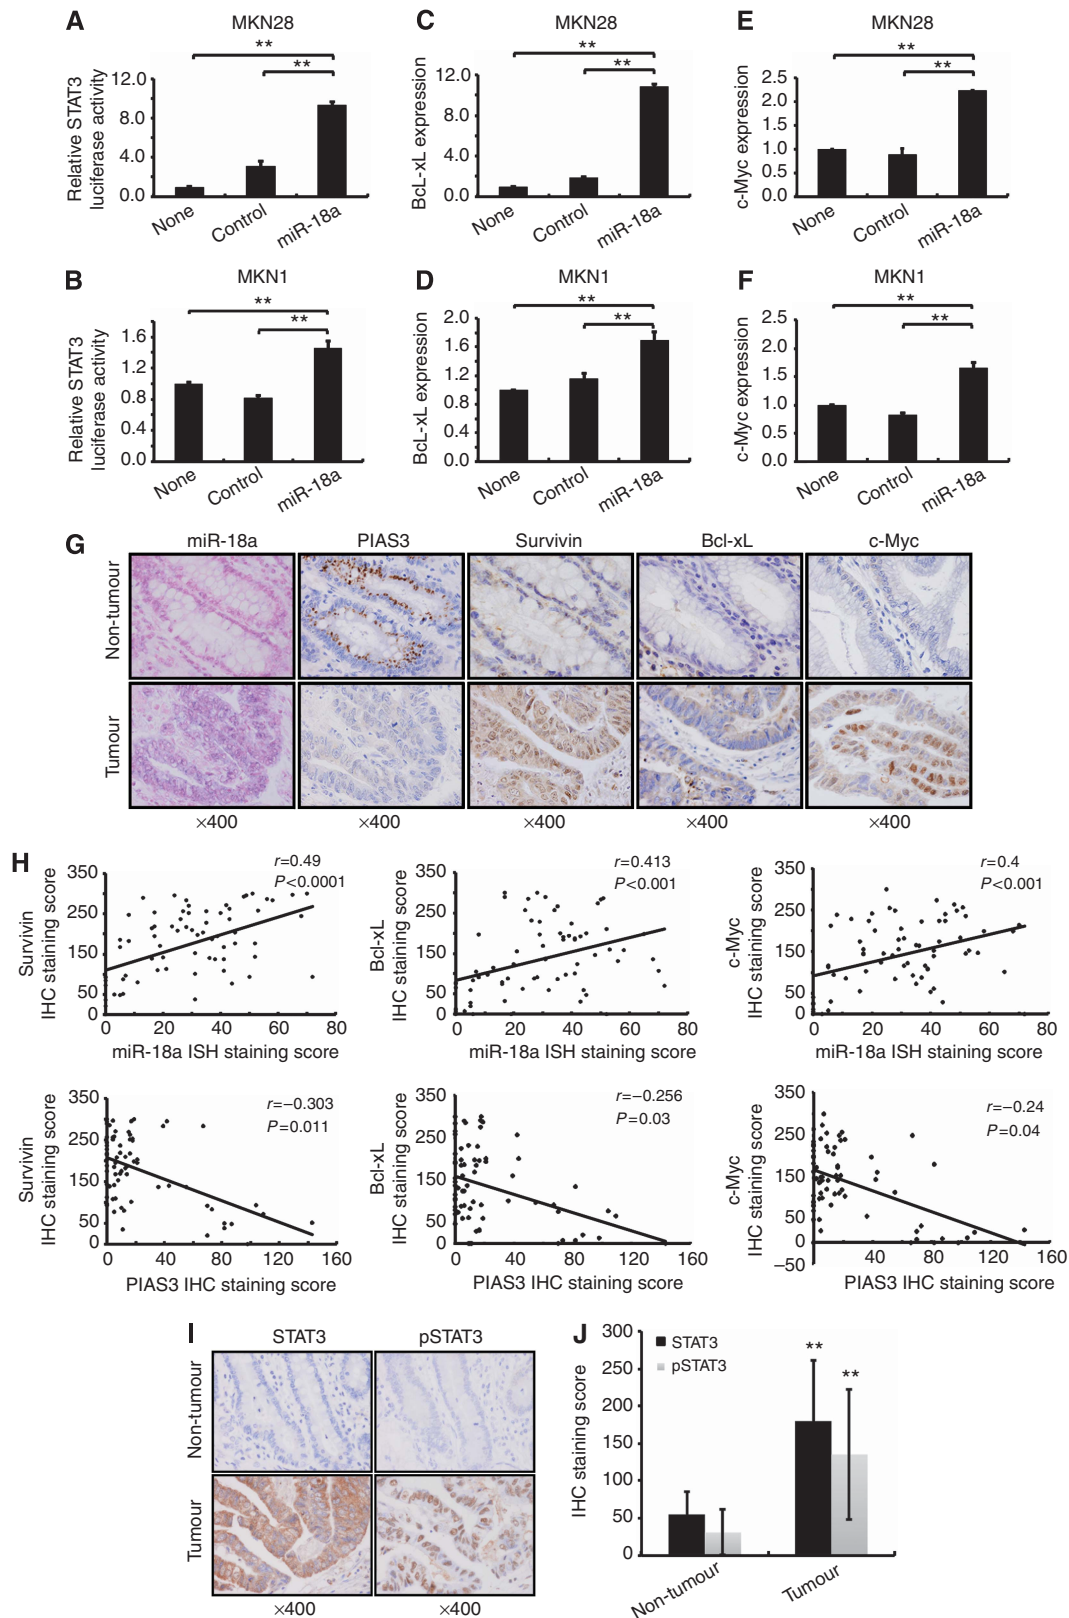 A
MKN28
**
**
Relative STAT3
luciferase activity
12.0
8.0
4.0
0.0
None
Control
miR-18a
C
MKN28
**
**
BcL-xL expression
12.0
8.0
4.0
0.0
None
Control
miR-18a
E
MKN28
**
**
c-Myc expression
2.5
2.0
1.5
1.0
0.5
0.0
None
Control
miR-18a
B
MKN1
**
**
Relative STAT3
luciferase activity
1.6
1.2
0.8
0.4
0.0
None
Control
miR-18a
D
MKN1
**
**
BcL-xL expression
2.0
1.6
1.2
0.8
0.4
0.0
None
Control
miR-18a
F
MKN1
**
**
c-Myc expression
2.5
2.0
1.5
1.0
0.5
0.0
None
Control
miR-18a
G
miR-18a
PIAS3
Survivin
Bcl-xL
c-Myc
Non-tumour
Tumour
×400
×400
×400
×400
×400
H
Survivin
IHC staining score
350
250
150
50
0
r=0.49
P<0.0001
0
20
40
60
80
miR-18a ISH staining score
Bcl-xL
IHC staining score
350
250
150
50
0
r=0.413
P<0.001
0
20
40
60
80
miR-18a ISH staining score
c-Myc
IHC staining score
350
250
150
50
0
r=0.4
P<0.001
0
20
40
60
80
miR-18a ISH staining score
Survivin
IHC staining score
350
250
150
50
0
r=−0.303
P=0.011
0
40
80
120
160
PIAS3 IHC staining score
Bcl-xL
IHC staining score
350
250
150
50
0
r=−0.256
P=0.03
0
40
80
120
160
PIAS3 IHC staining score
c-Myc
IHC staining score
350
250
150
50
0
−50
r=−0.24
P=0.04
40
80
120
160
PIAS3 IHC staining score
I
STAT3
pSTAT3
Non-tumour
Tumour
×400
×400
J
IHC staining score
300
250
200
150
100
50
0
STAT3
pSTAT3
**
**
Non-tumour
Tumour